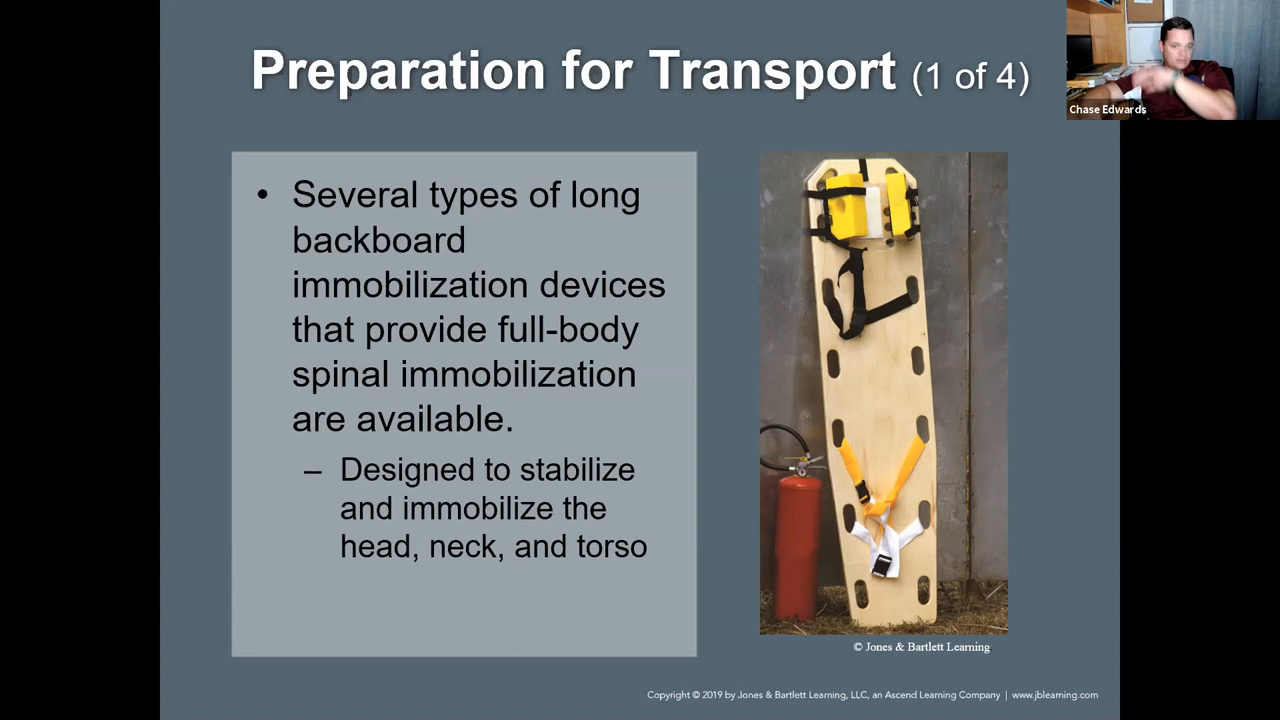 Preparation for Transport (1 of 4)
Chase Edwards
• Several types of long
backboard
immobilization devices
that provide full-body
spinal immobilization
are available.
– Designed to stabilize
and immobilize the
head, neck, and torso
© Jones & Bartlett Learning
Copyright © 2019 by Jones & Bartlett Learning, LLC, an Ascend Learning Company | www.jblearning.com